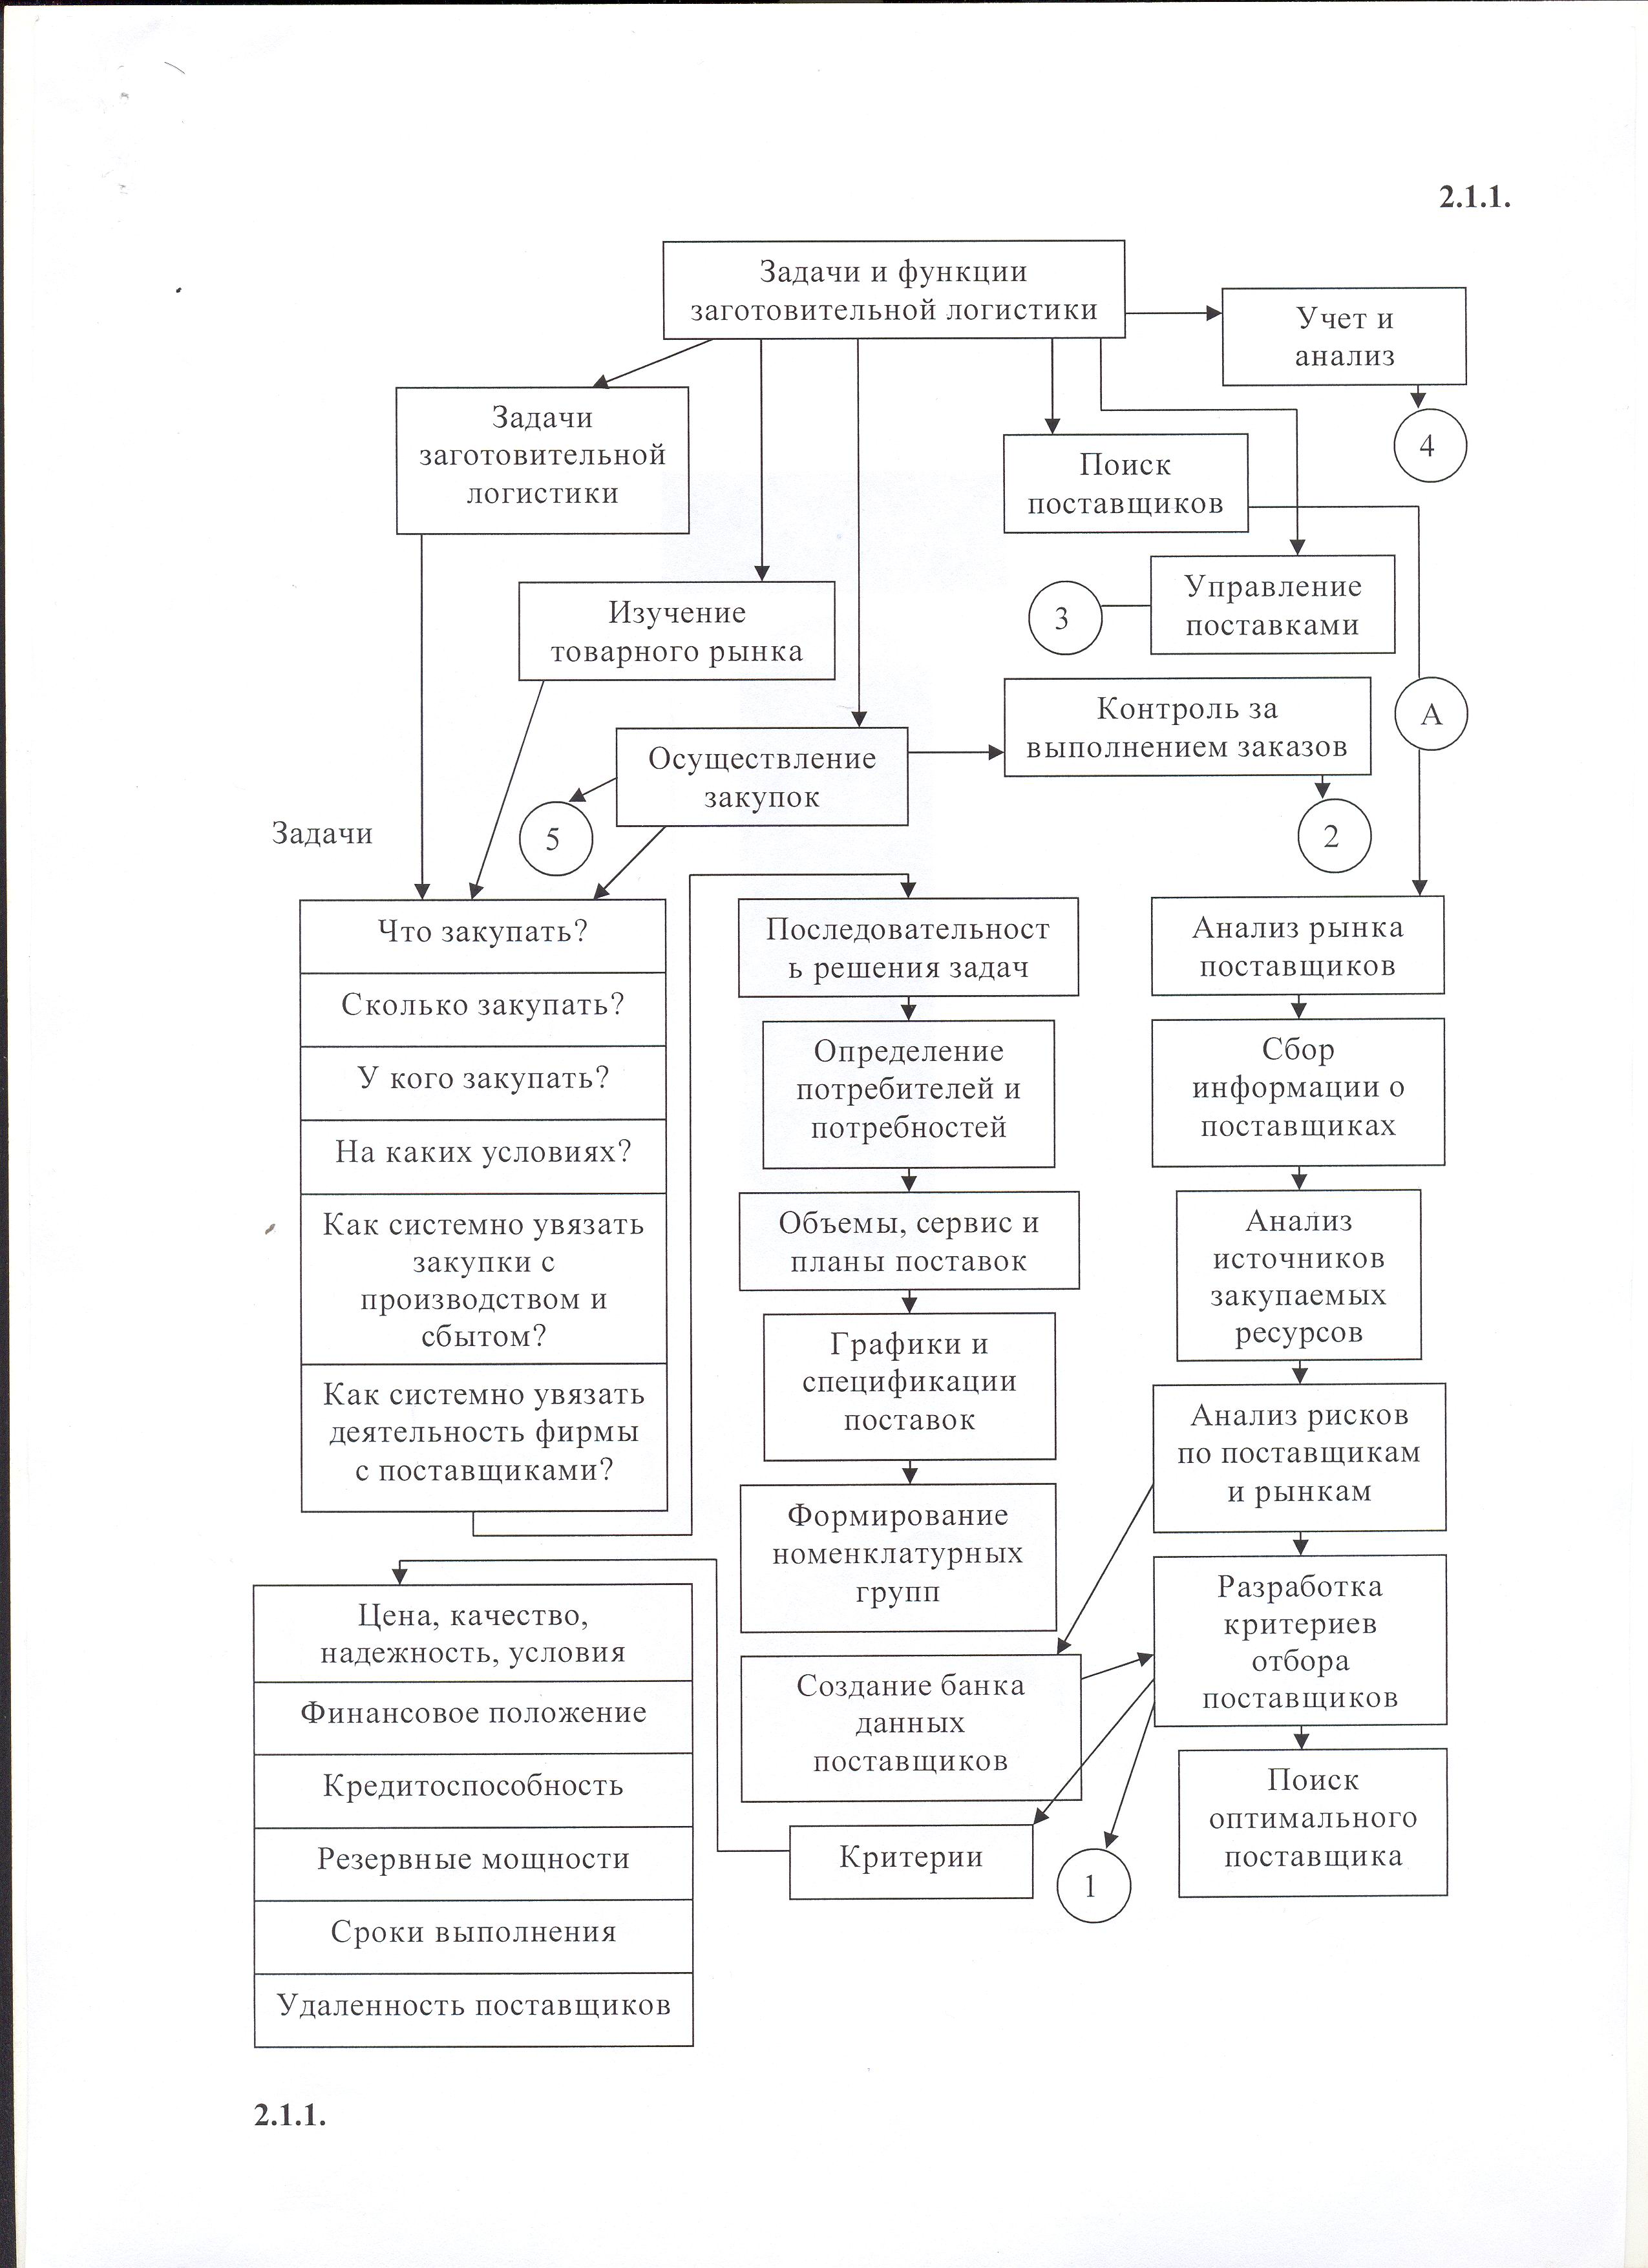 2.1.1.
Задачи и функции
заготовительной логистики
Учет и
анализ
4
Задачи
заготовительной
логистики
Поиск
поставщиков
Изучение
товарного рынка
3
Управление
поставками
Контроль за
выполнением заказов
А
Осуществление
закупок
5
2
Задачи
Что закупать?
Сколько закупать?
У кого закупать?
На каких условиях?
Как системно увязать
закупки с
производством и
сбытом?
Как системно увязать
деятельность фирмы
с поставщиками?
Последовательност
ь решения задач
Определение
потребителей и
потребностей
Объемы, сервис и
планы поставок
Графики и
спецификации
поставок
Формирование
номенклатурных
групп
Создание банка
данных
поставщиков
Критерии
1
Анализ рынка
поставщиков
Сбор
информации о
поставщиках
Анализ
источников
закупаемых
ресурсов
Анализ рисков
по поставщикам
и рынкам
Разработка
критериев
отбора
поставщиков
Поиск
оптимального
поставщика
Цена, качество,
надежность, условия
Финансовое положение
Кредитоспособность
Резервные мощности
Сроки выполнения
Удаленность поставщиков
2.1.1.